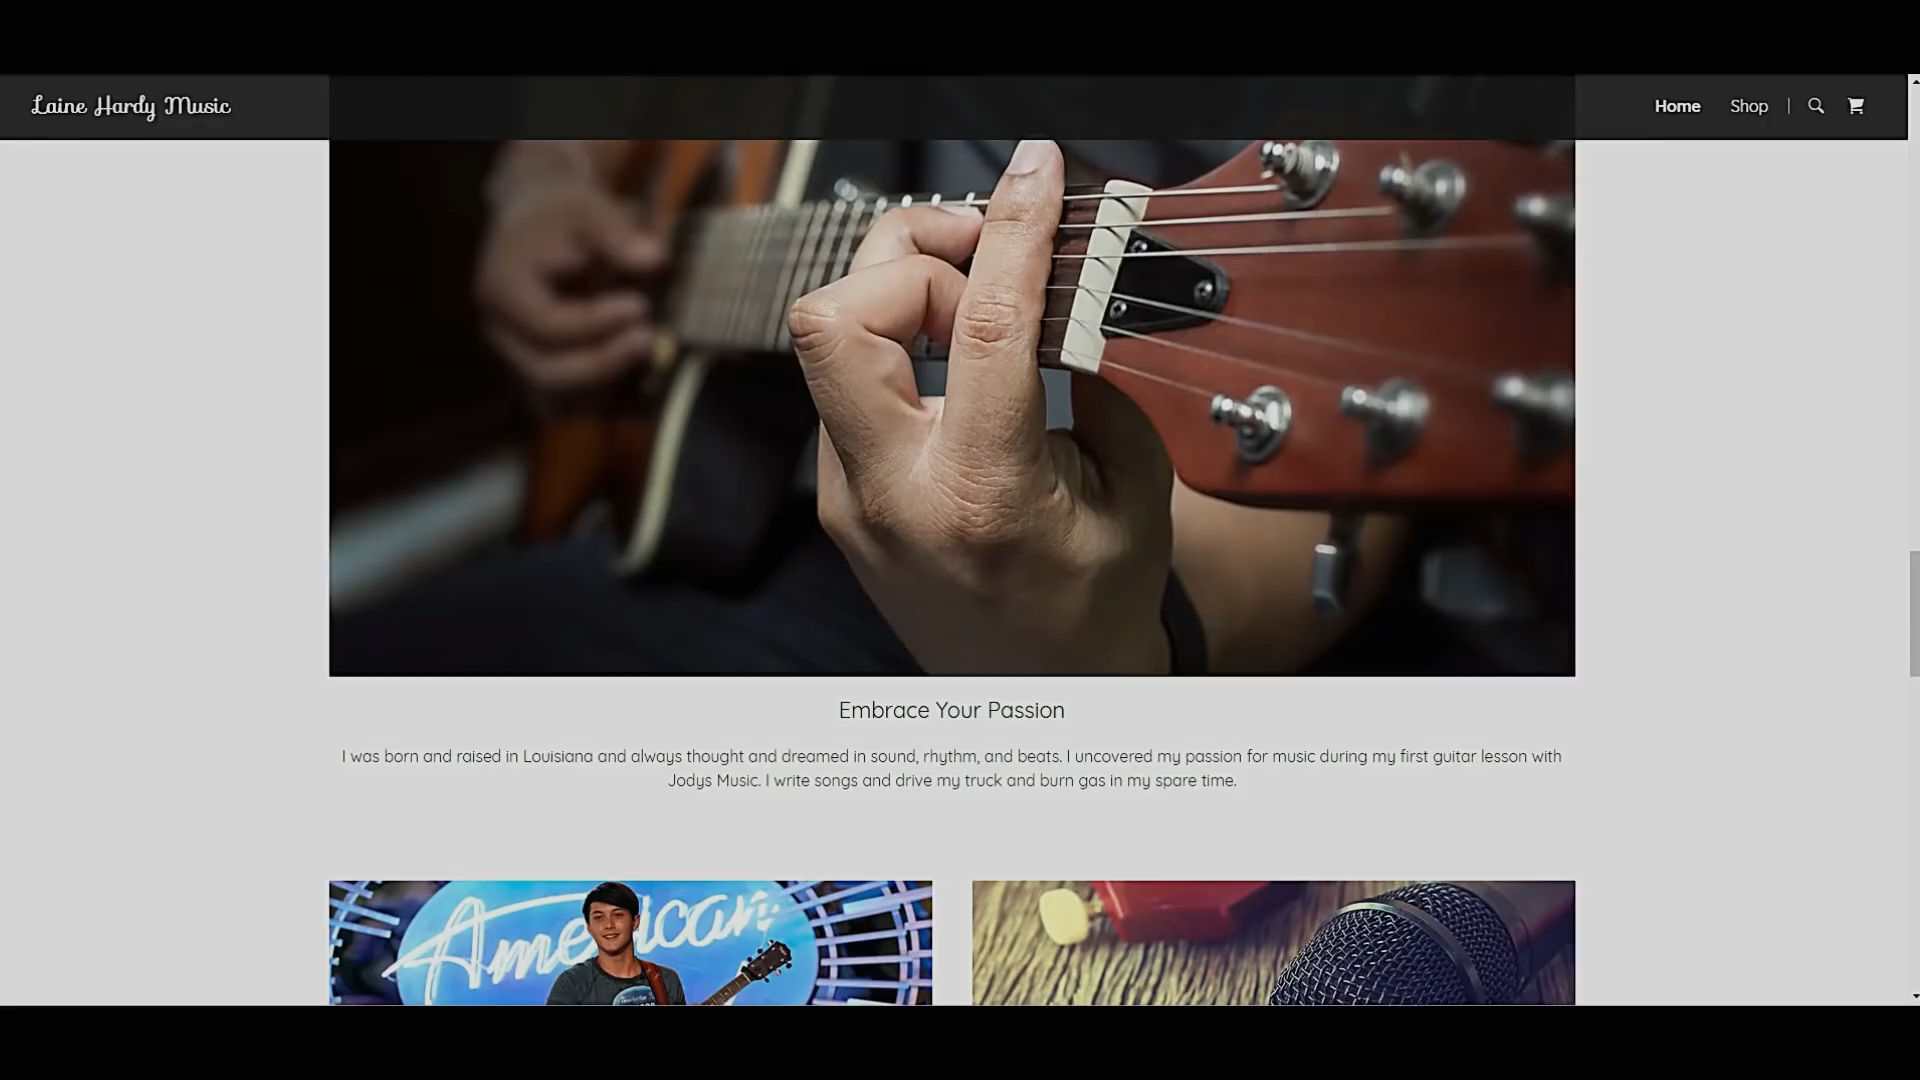 Laine Hardy Music
Home Shop |
Embrace Your Passion
I was born and raised in Louisiana and always thought and dreamed in sound, rhythm, and beats. I uncovered my passion for music during my first guitar lesson with
Jodys Music. I write songs and drive my truck and burn gas in my spare time.
American